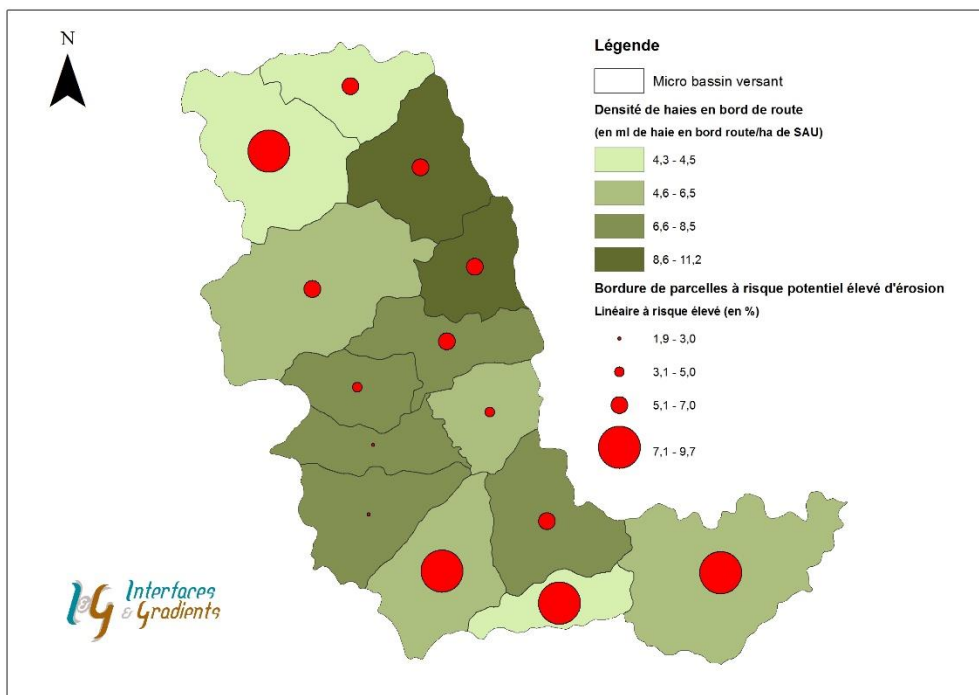 N
Légende
Micro bassin versant
Densité de haies en bord de route
(en ml de haie en bord route/ha de SAU)
4,3 - 4,5
4,6 - 6,5
6,6 - 8,5
8,6 - 11,2
Bordure de parcelles à risque potentiel élevé d'érosion
Linéaire à risque élevé (en %)
1,9 - 3,0
3,1 - 5,0
5,1 - 7,0
7,1 - 9,7
I&G Interfaces
& Gradients